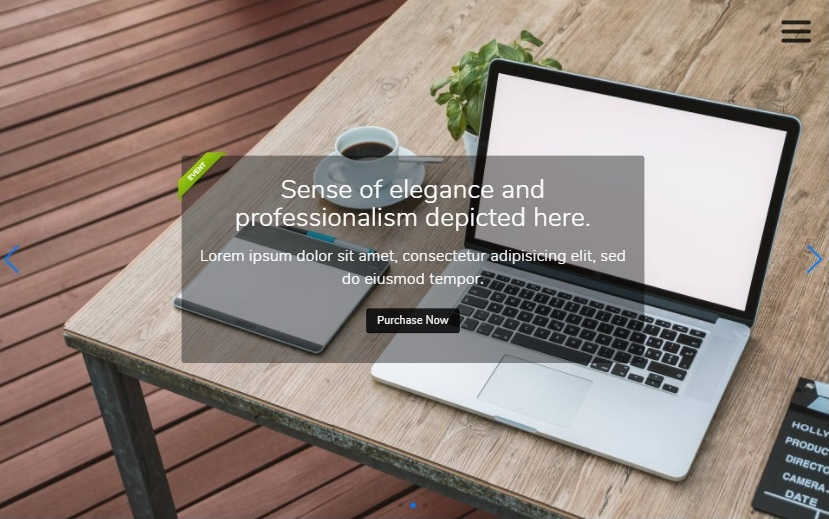 EVENT
Sense of elegance and
professionalism depicted here.
Lorem ipsum dolor sit amet, consectetur adipisicing elit, sed
do eiusmod tempor.
Purchase Now
HOLLY
PRODUC
DIRECTO
CAMERA
DATE